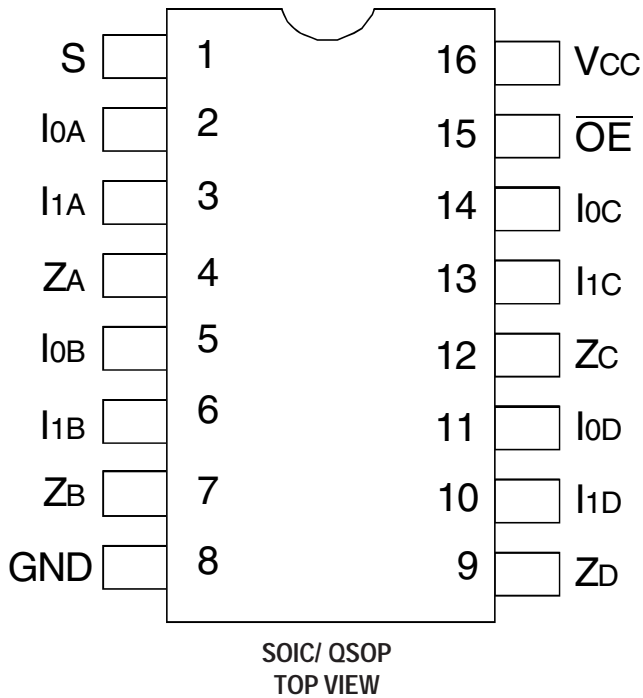 S 1 16 VCC
I0A 2 15 OE
I1A 3 14 I0C
ZA 4 13 I1C
I0B 5 12 ZC
I1B 6 11 I0D
ZB 7 10 I1D
GND 8 9 ZD
SOIC/ QSOP
TOP VIEW